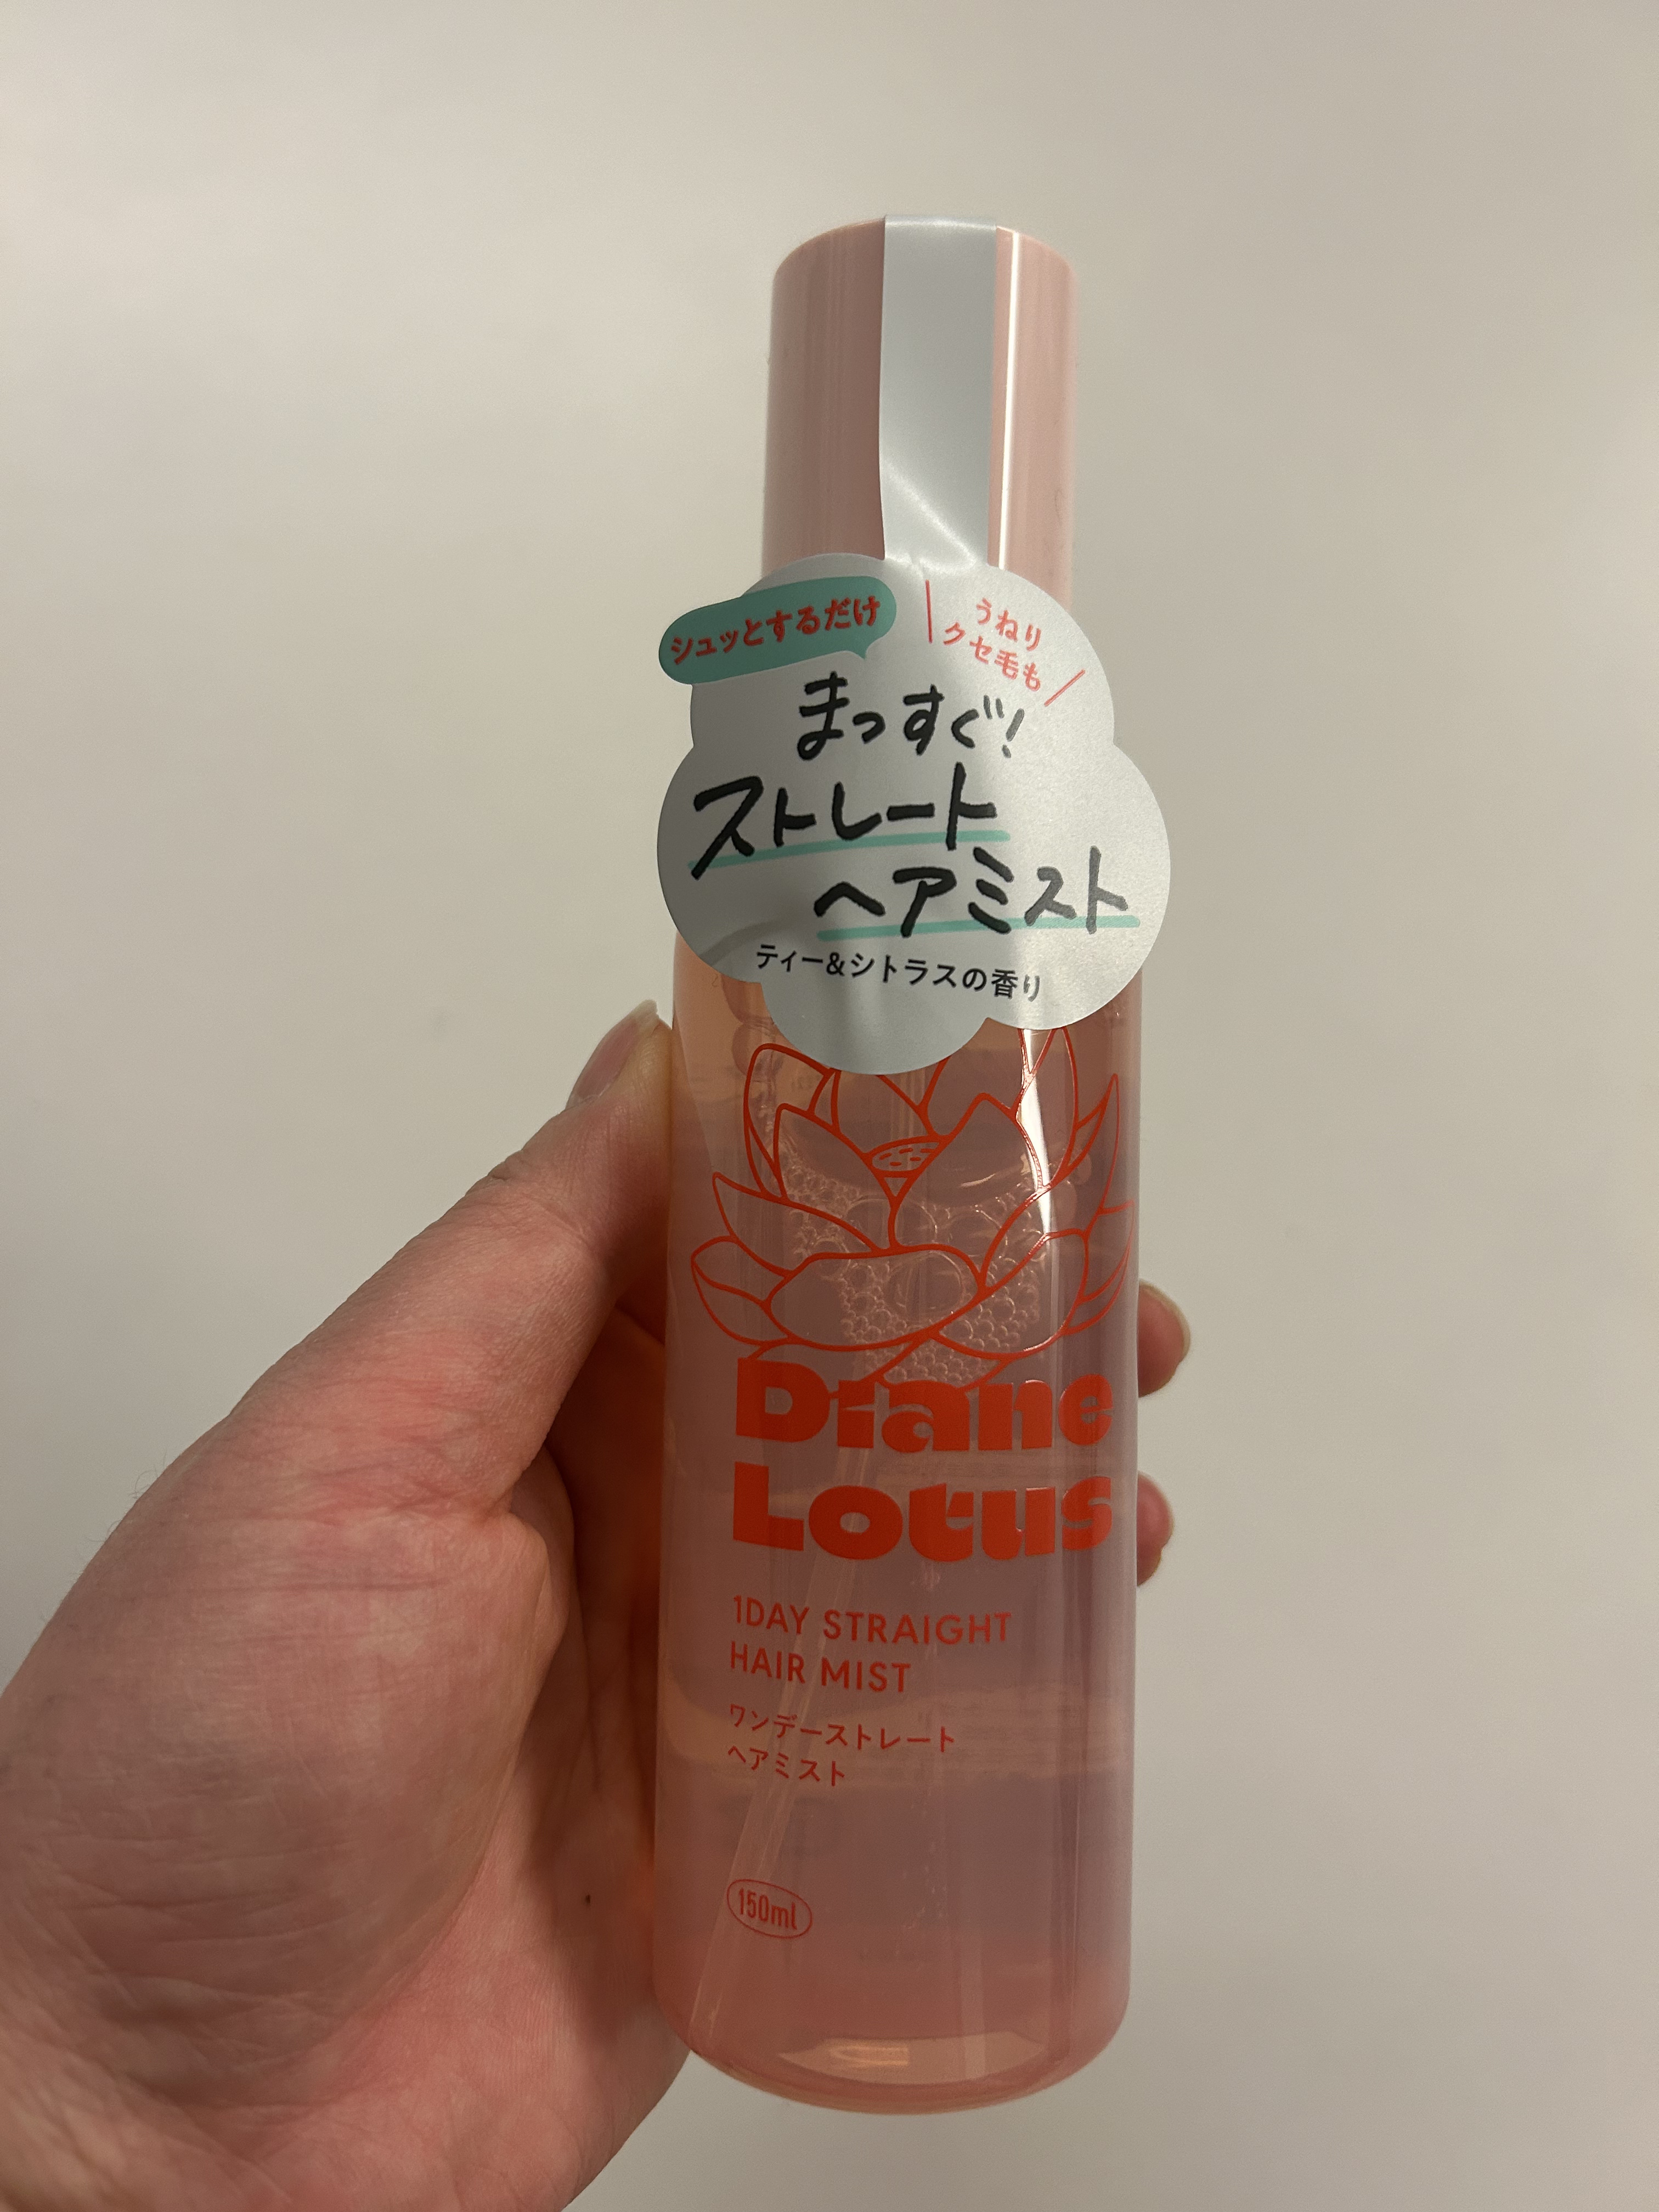 シュッとするだけ
うねり
クセ毛も
まっすぐ!
ストレート
ヘアミスト
ティー&シトラスの香り
Diane
Lotus
1DAY STRAIGHT
HAIR MIST
ワンデーストレート
ヘアミスト
150ml